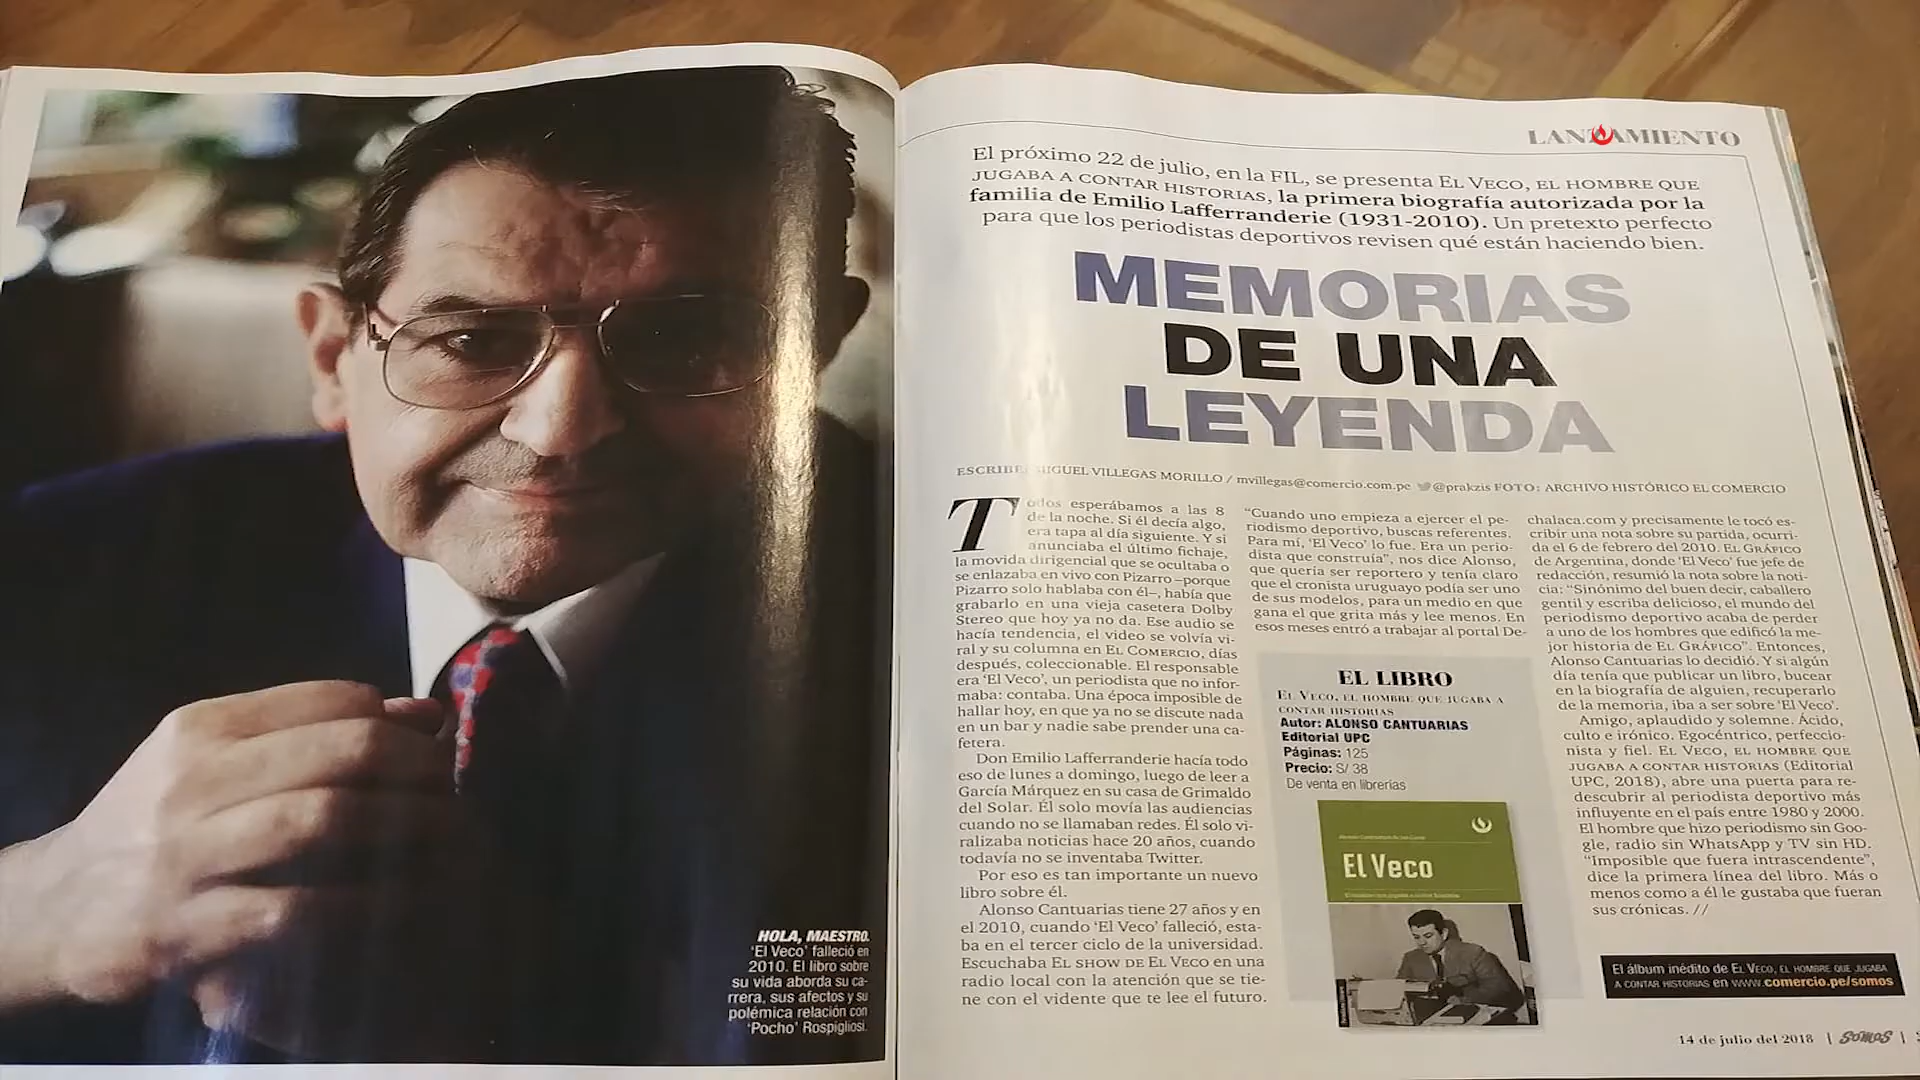 HOLA, MAESTRO.
'El Veco' falleció en
2010. El libro sobre
su vida aborda su ca-
rrera, sus afectos y su
polémica relación con
'Pocho' Rospigliosi.
LANZAMIENTO
El próximo 22 de julio, en la FIL, se presenta EL VECO, EL HOMBRE QUE
JUGABA A CONTAR HISTORIAS, la primera biografía autorizada por la
familia de Emilio Lafferranderie (1931-2010). Un pretexto perfecto
para que los periodistas deportivos revisen qué están haciendo bien.
MEMORIAS
DE UNA
LEYENDA
ESCRIBE: MIGUEL VILLEGAS MORILLO / mvillegas@comercio.com.pe @prakzis FOTO: ARCHIVO HISTÓRICO EL COMERCIO
Todos esperábamos a las 8
de la noche. Si él decía algo,
era tapa al día siguiente. Y si
anunciaba el último fichaje,
la movida dirigencial que se ocultaba o
se enlazaba en vivo con Pizarro –porque
Pizarro solo hablaba con él–, había que
grabarlo en una vieja casetera Dolby
Stereo que hoy ya no da. Ese audio se
hacía tendencia, el video se volvía vi-
ral y su columna en EL COMERCIO, días
después, coleccionable. El responsable
era 'El Veco', un periodista que no infor-
maba: contaba. Una época imposible de
hallar hoy, en que ya no se discute nada
en un bar y nadie sabe prender una ca-
fetera.
Don Emilio Lafferranderie hacía todo
eso de lunes a domingo, luego de leer a
García Márquez en su casa de Grimaldo
del Solar. Él solo movía las audiencias
cuando no se llamaban redes. Él solo vi-
ralizaba noticias hace 20 años, cuando
todavía no se inventaba Twitter.
Por eso es tan importante un nuevo
libro sobre él.
Alonso Cantuarias tiene 27 años y en
el 2010, cuando 'El Veco' falleció, esta-
ba en el tercer ciclo de la universidad.
Escuchaba EL SHOW DE EL VECO en una
radio local con la atención que se tie-
ne con el vidente que te lee el futuro.
"Cuando uno empieza a ejercer el pe-
riodismo deportivo, buscas referentes.
Para mí, 'El Veco' lo fue. Era un perio-
dista que construía", nos dice Alonso,
que quería ser reportero y tenía claro
que el cronista uruguayo podía ser uno
de sus modelos, para un medio en que
gana el que grita más y lee menos. En
esos meses entró a trabajar al portal De-
EL LIBRO
EL VECO, EL HOMBRE QUE JUGABA A
CONTAR HISTORIAS
Autor: ALONSO CANTUARIAS
Editorial UPC
Páginas: 125
Precio: S/ 38
De venta en librerías
El Veco
chalaca.com y precisamente le tocó es-
cribir una nota sobre su partida, ocurri-
da el 6 de febrero del 2010. EL GRÁFICO
de Argentina, donde 'El Veco' fue jefe de
redacción, resumió la nota sobre la noti-
cia: "Sinónimo del buen decir, caballero
gentil y escriba delicioso, el mundo del
periodismo deportivo acaba de perder
a uno de los hombres que edificó la me-
jor historia de EL GRÁFICO". Entonces,
Alonso Cantuarias lo decidió. Y si algún
día tenía que publicar un libro, bucear
en la biografía de alguien, recuperarlo
de la memoria, iba a ser sobre 'El Veco'.
Amigo, aplaudido y solemne. Ácido,
culto e irónico. Egocéntrico, perfeccio-
nista y fiel. EL VECO, EL HOMBRE QUE
JUGABA A CONTAR HISTORIAS (Editorial
UPC, 2018), abre una puerta para re-
descubrir al periodista deportivo más
influyente en el país entre 1980 y 2000.
El hombre que hizo periodismo sin Goo-
gle, radio sin WhatsApp y TV sin HD.
"Imposible que fuera intrascendente",
dice la primera línea del libro. Más o
menos como a él le gustaba que fueran
sus crónicas. //
El álbum inédito de EL VECO, EL HOMBRE QUE JUGABA
A CONTAR HISTORIAS en www.comercio.pe/somos
14 de julio del 2018 | SOMOS |